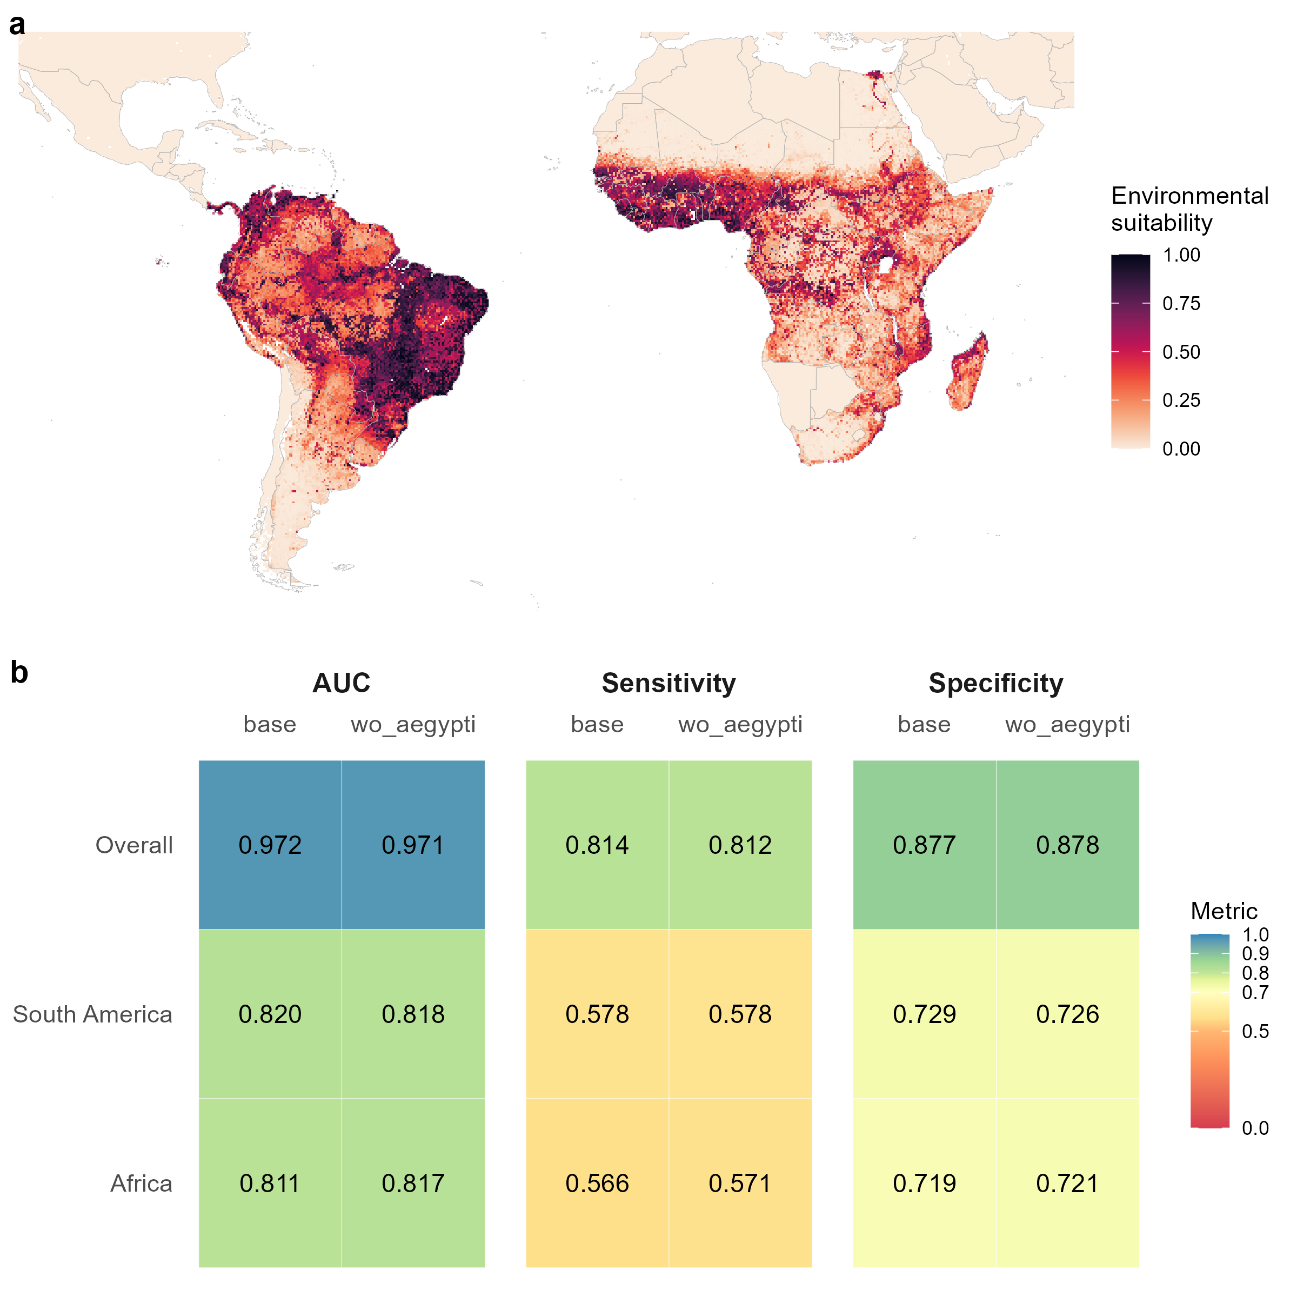 a
Environmental
suitability
1.00
0.75
0.50
0.25
0.00
b
AUC Sensitivity Specificity
base wo_aegypti base wo_aegypti base wo_aegypti
Overall 0.972 0.971 0.814 0.812 0.877 0.878
South America 0.820 0.818 0.578 0.578 0.729 0.726
Africa 0.811 0.817 0.566 0.571 0.719 0.721
Metric
1.0
0.9
0.8
0.7
0.5
0.0